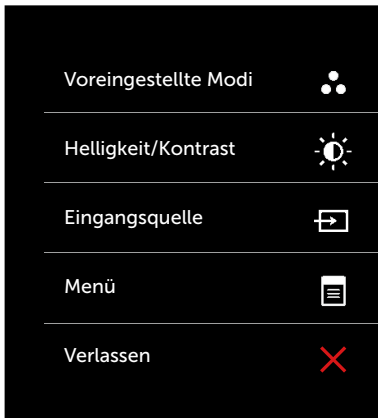 Voreingestellte Modi
Helligkeit/Kontrast
Eingangsquelle
Menü
Verlassen